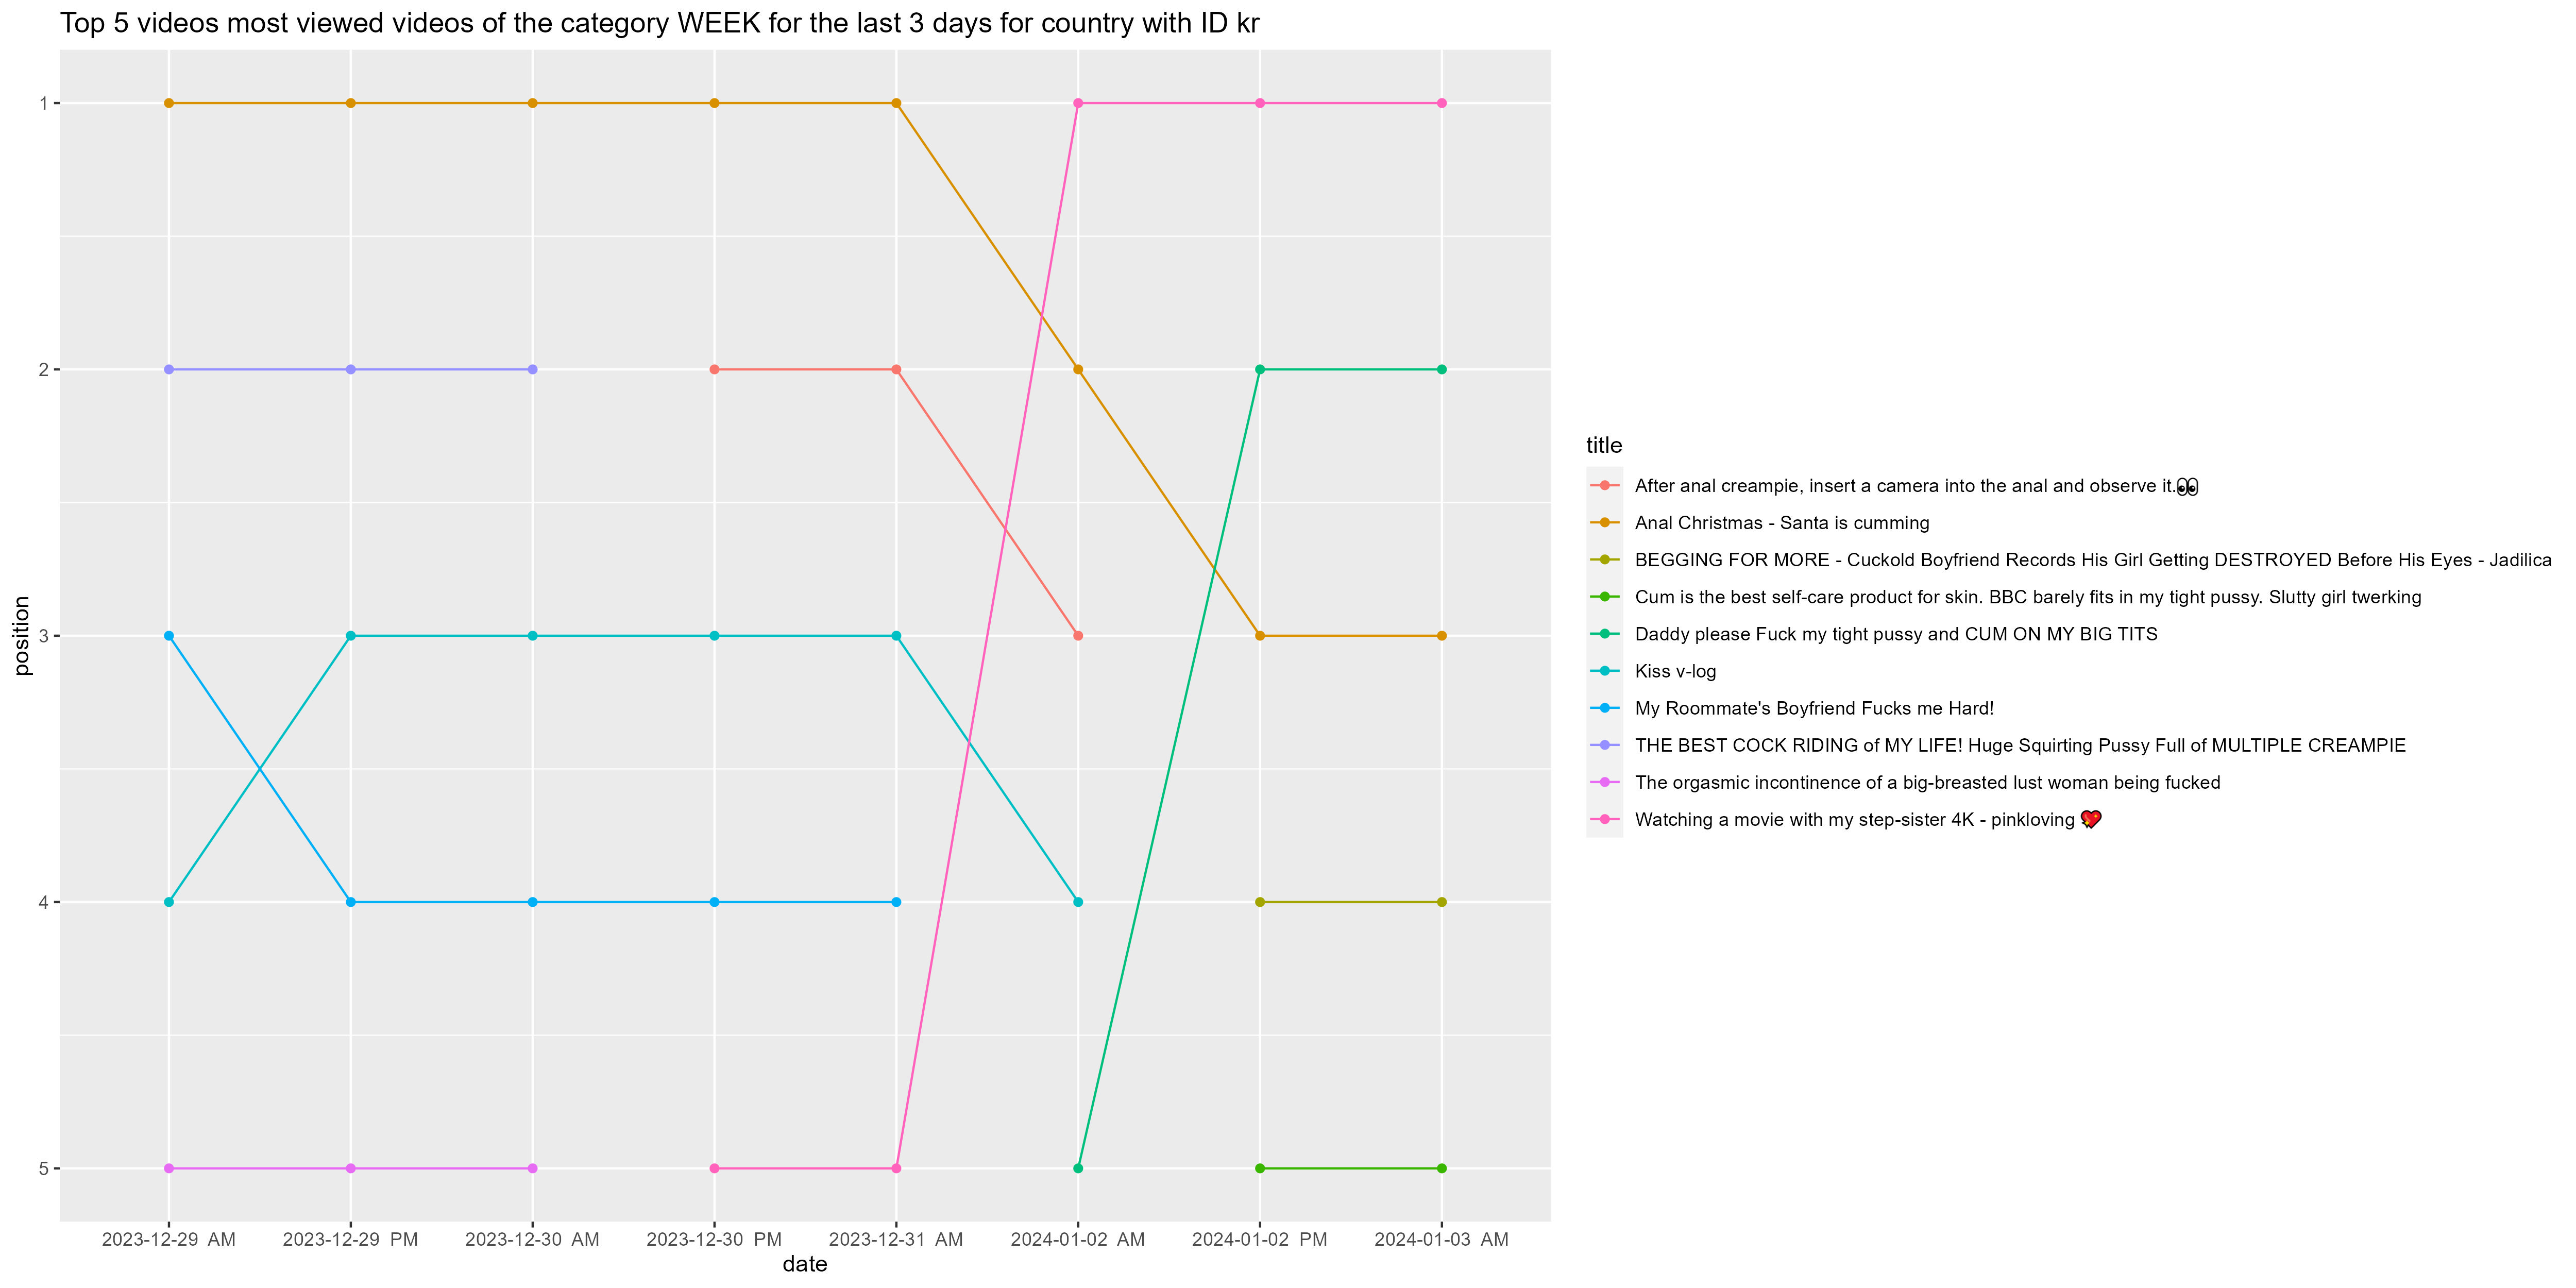 Top 5 videos most viewed videos of the category WEEK for the last 3 days for country with ID kr
position
1
2
3
4
5
2023-12-29 AM
2023-12-29 PM
2023-12-30 AM
2023-12-30 PM
2023-12-31 AM
2024-01-02 AM
2024-01-02 PM
2024-01-03 AM
date
title
After anal creampie, insert a camera into the anal and observe it.👀
Anal Christmas - Santa is cumming
BEGGING FOR MORE - Cuckold Boyfriend Records His Girl Getting DESTROYED Before His Eyes - Jadilica
Cum is the best self-care product for skin. BBC barely fits in my tight pussy. Slutty girl twerking
Daddy please Fuck my tight pussy and CUM ON MY BIG TITS
Kiss v-log
My Roommate's Boyfriend Fucks me Hard!
THE BEST COCK RIDING of MY LIFE! Huge Squirting Pussy Full of MULTIPLE CREAMPIE
The orgasmic incontinence of a big-breasted lust woman being fucked
Watching a movie with my step-sister 4K - pinkloving 💖